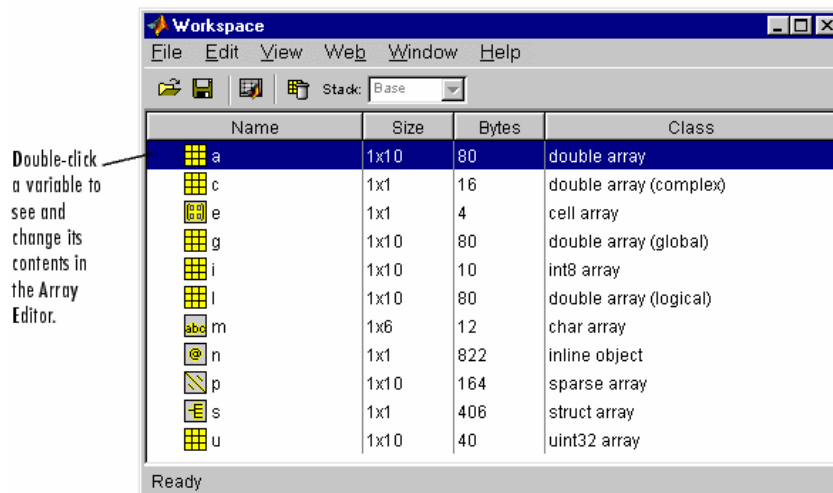 Workspace
File Edit View Web Window Help
Stack: Base
Name Size Bytes Class
a 1x10 80 double array
c 1x1 16 double array (complex)
e 1x1 4 cell array
g 1x10 80 double array (global)
i 1x10 10 int8 array
l 1x10 80 double array (logical)
abc m 1x6 12 char array
@ n 1x1 822 inline object
p 1x10 164 sparse array
s 1x1 406 struct array
u 1x10 40 uint32 array
Ready
Double-click
a variable to
see and
change its
contents in
the Array
Editor.